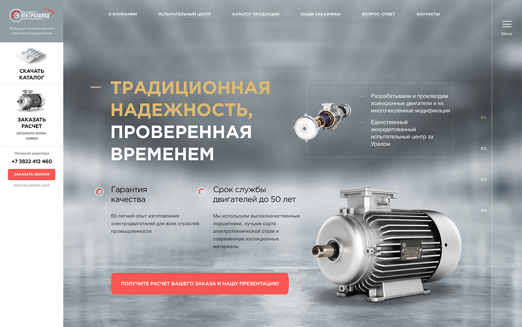 ЭЛЕКТРОЗАВОД
Ведущий производитель
электрооборудования
СКАЧАТЬ
КАТАЛОГ
ЗАКАЗАТЬ
РАСЧЕТ
ЗАПОЛНИТЕ ФОРМУ
ЗАЯВКИ
Приемная директора
+7 3822 412 460
ЗАКАЗАТЬ ЗВОНОК
О КОМПАНИИ
ИСПЫТАТЕЛЬНЫЙ ЦЕНТР
КАТАЛОГ ПРОДУКЦИИ
НАШИ ЗАКАЗЧИКИ
ВОПРОС-ОТВЕТ
КОНТАКТЫ
Меню
ТРАДИЦИОННАЯ
НАДЕЖНОСТЬ,
ПРОВЕРЕННАЯ
ВРЕМЕНЕМ
Разрабатываем и производим
асинхронные двигатели и их
многочисленные модификации
Единственный
аккредитованный
испытательный центр за
Уралом
01.
02.
03.
04.
Гарантия
качества
60-летний опыт изготовления
электродвигателей для всех отраслей
промышленности
Срок службы
двигателей до 50 лет
Мы используем высококачественные
подшипники, лучшие сорта
электротехнической стали и
современные изоляционные
материалы.
ПОЛУЧИТЕ РАСЧЕТ ВАШЕГО ЗАКАЗА И НАШУ ПРЕЗЕНТАЦИЮ